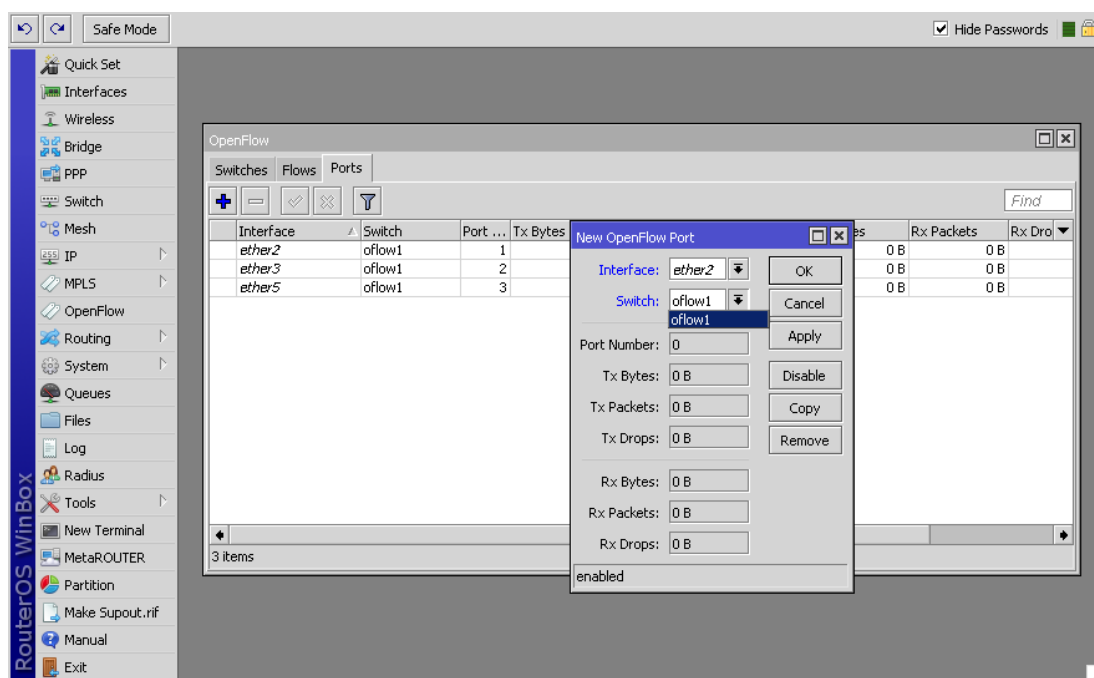 Safe Mode
Hide Passwords
Quick Set
Interfaces
Wireless
Bridge
PPP
Switch
Mesh
IP
MPLS
OpenFlow
Routing
System
Queues
Files
Log
Radius
Tools
New Terminal
MetaROUTER
Partition
Make Supout.rif
Manual
Exit
RouterOS WinBox
OpenFlow
Switches Flows Ports
Find
Interface Switch Port ... Tx Bytes es Rx Packets Rx Dro
ether2 oflow1 1 0 B 0 B
ether3 oflow1 2 0 B 0 B
ether5 oflow1 3 0 B 0 B
3 items
New OpenFlow Port
Interface: ether2 OK
Switch: oflow1 Cancel
oflow1
Port Number: 0 Apply
Tx Bytes: 0 B Disable
Tx Packets: 0 B Copy
Tx Drops: 0 B Remove
Rx Bytes: 0 B
Rx Packets: 0 B
Rx Drops: 0 B
enabled